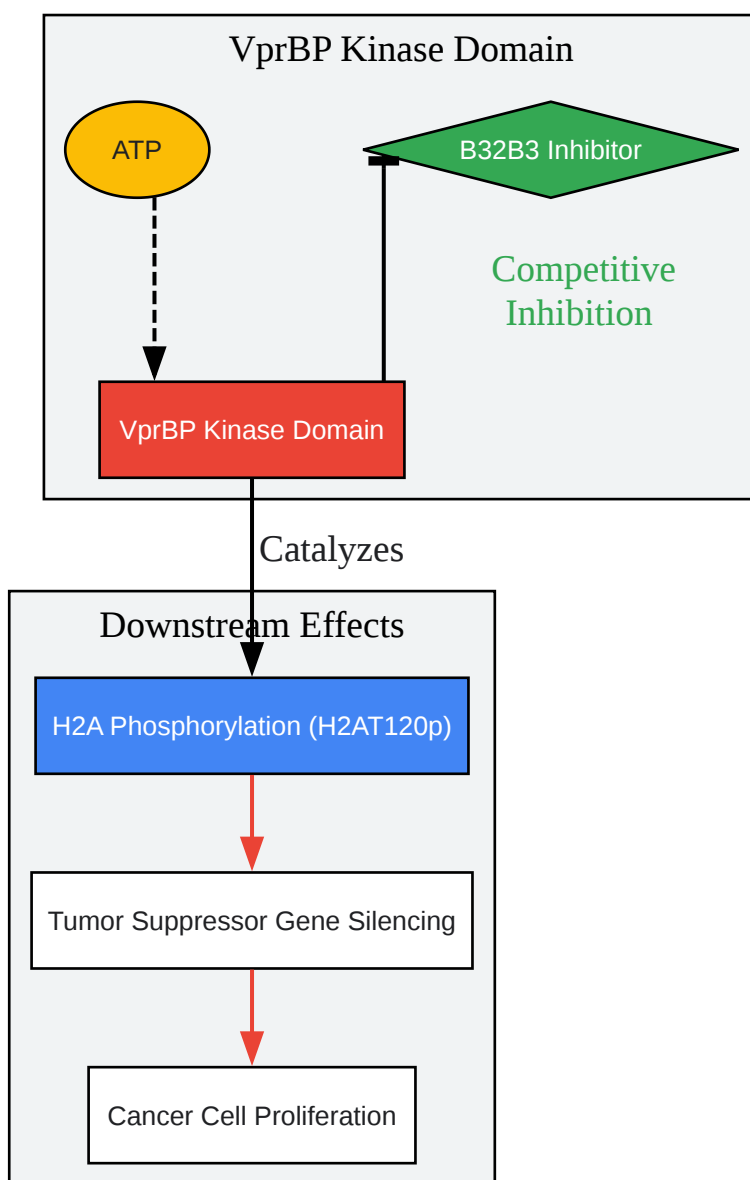 VprBP Kinase Domain
ATP
B32B3 Inhibitor
Competitive
Inhibition
VprBP Kinase Domain
Catalyzes
Downstream Effects
H2A Phosphorylation (H2AT120p)
Tumor Suppressor Gene Silencing
Cancer Cell Proliferation